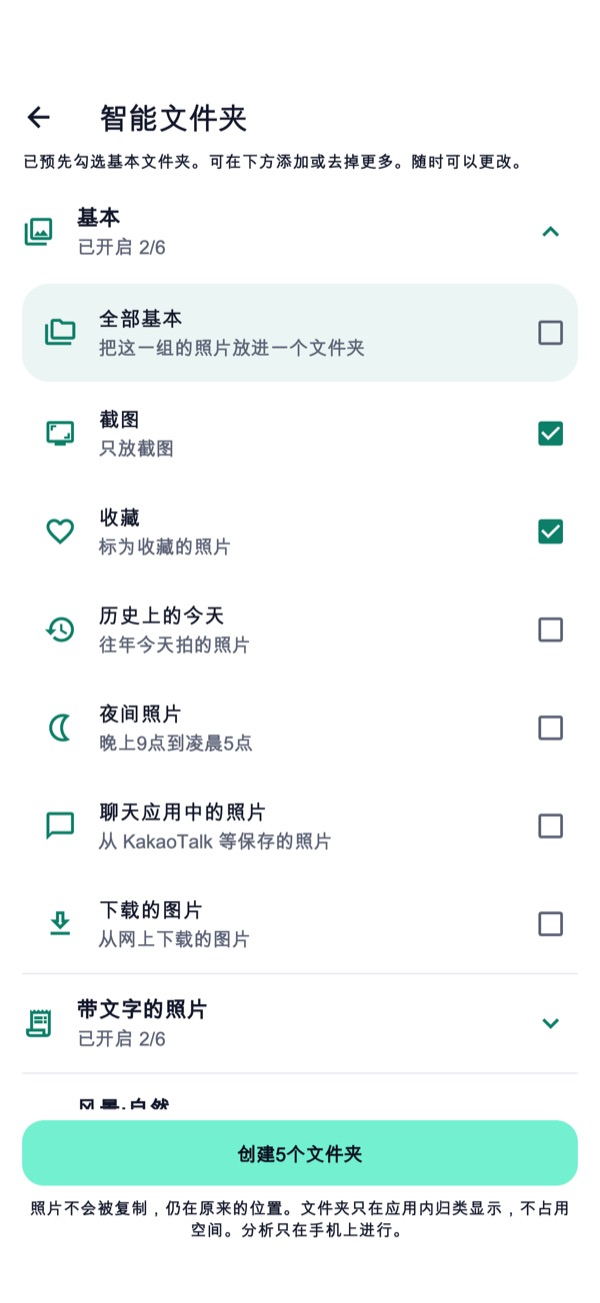 智能文件夹
已预先勾选基本文件夹。可在下方添加或去掉更多。随时可以更改。
基本
已开启 2/6
全部基本
把这一组的照片放进一个文件夹
截图
只放截图
收藏
标为收藏的照片
历史上的今天
往年今天拍的照片
夜间照片
晚上9点到凌晨5点
聊天应用中的照片
从 KakaoTalk 等保存的照片
下载的图片
从网上下载的图片
带文字的照片
已开启 2/6
风景·自然
创建5个文件夹
照片不会被复制，仍在原来的位置。文件夹只在应用内归类显示，不占用
空间。分析只在手机上进行。